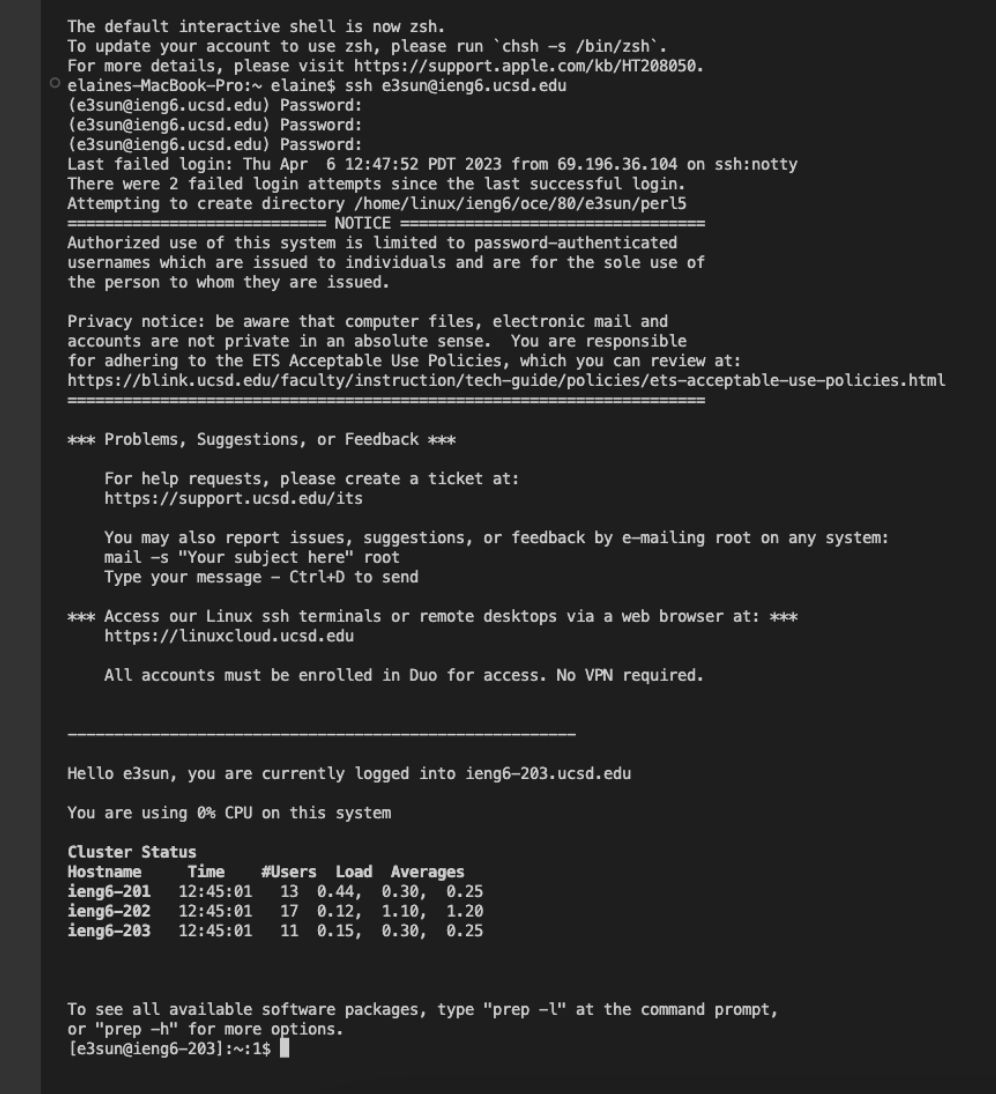 The default interactive shell is now zsh.
To update your account to use zsh, please run `chsh -s /bin/zsh`.
For more details, please visit https://support.apple.com/kb/HT208050.
elaines-MacBook-Pro:~ elaine$ ssh e3sun@ieng6.ucsd.edu
(e3sun@ieng6.ucsd.edu) Password:
(e3sun@ieng6.ucsd.edu) Password:
(e3sun@ieng6.ucsd.edu) Password:
Last failed login: Thu Apr  6 12:47:52 PDT 2023 from 69.196.36.104 on ssh:notty
There were 2 failed login attempts since the last successful login.
Attempting to create directory /home/linux/ieng6/oce/80/e3sun/perl5
============================ NOTICE =================================
Authorized use of this system is limited to password-authenticated
usernames which are issued to individuals and are for the sole use of
the person to whom they are issued.

Privacy notice: be aware that computer files, electronic mail and
accounts are not private in an absolute sense.  You are responsible
for adhering to the ETS Acceptable Use Policies, which you can review at:
https://blink.ucsd.edu/faculty/instruction/tech-guide/policies/ets-acceptable-use-policies.html
=====================================================================

*** Problems, Suggestions, or Feedback ***

    For help requests, please create a ticket at:
    https://support.ucsd.edu/its

    You may also report issues, suggestions, or feedback by e-mailing root on any system:
    mail -s "Your subject here" root
    Type your message - Ctrl+D to send

*** Access our Linux ssh terminals or remote desktops via a web browser at: ***
    https://linuxcloud.ucsd.edu

    All accounts must be enrolled in Duo for access. No VPN required.


_______________________________________________________

Hello e3sun, you are currently logged into ieng6-203.ucsd.edu

You are using 0% CPU on this system

Cluster Status
Hostname     Time    #Users  Load  Averages
ieng6-201   12:45:01   13  0.44,  0.30,  0.25
ieng6-202   12:45:01   17  0.12,  1.10,  1.20
ieng6-203   12:45:01   11  0.15,  0.30,  0.25


To see all available software packages, type "prep -l" at the command prompt,
or "prep -h" for more options.
[e3sun@ieng6-203]:~:1$